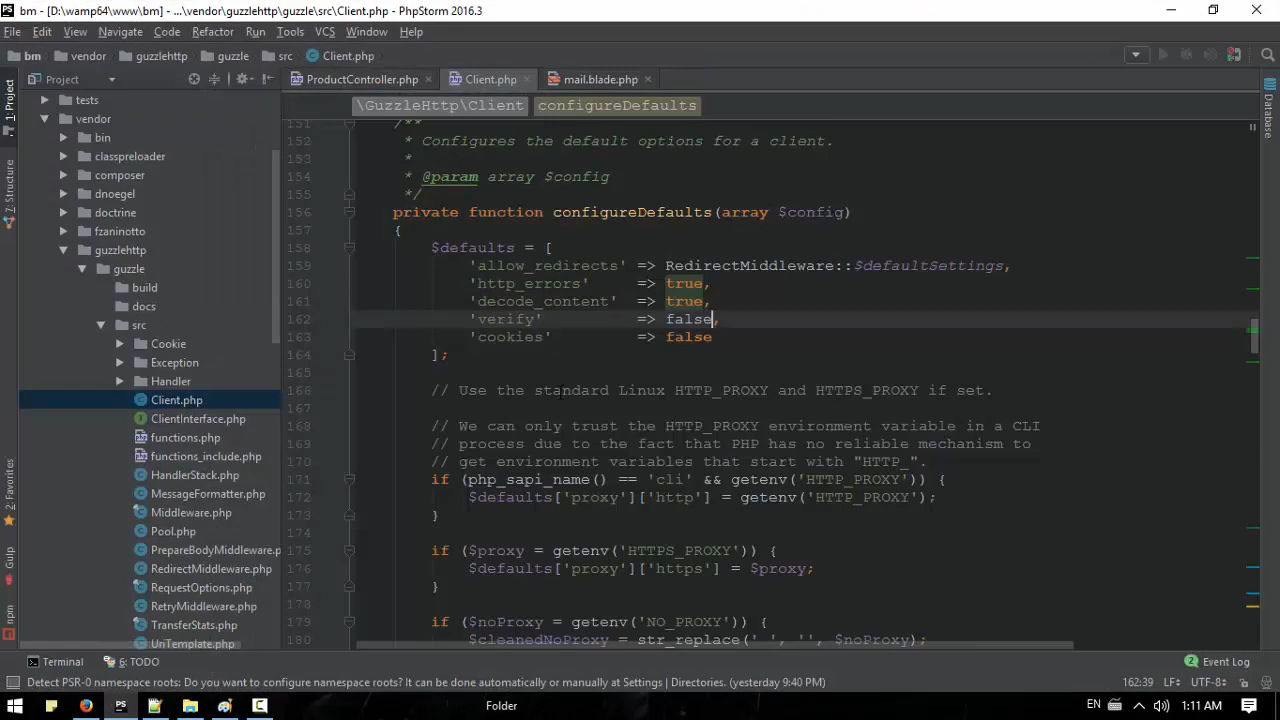 bm - [D:\wamp64\www\bm] - ...\vendor\guzzlehttp\guzzle\src\Client.php - PhpStorm 2016.3
File Edit View Navigate Code Refactor Run Tools VCS Window Help
bm vendor guzzlehttp guzzle src Client.php
Project ProductController.php Client.php mail.blade.php
\GuzzleHttp\Client configureDefaults
1: Project
7: Structure
2: Favorites
Gulp
npm
Database
tests
vendor
bin
classpreloader
composer
dnoegel
doctrine
fzaninotto
guzzlehttp
guzzle
build
docs
src
Cookie
Exception
Handler
Client.php
ClientInterface.php
functions.php
functions_include.php
HandlerStack.php
MessageFormatter.php
Middleware.php
Pool.php
PrepareBodyMiddleware.p
RedirectMiddleware.php
RequestOptions.php
RetryMiddleware.php
TransferStats.php
UriTemplate.php
151 /**
152 * Configures the default options for a client.
153 *
154 * @param array $config
155 */
156 private function configureDefaults(array $config)
157 {
158 $defaults = [
159 'allow_redirects' => RedirectMiddleware::$defaultSettings,
160 'http_errors' => true,
161 'decode_content' => true,
162 'verify' => false,
163 'cookies' => false
164 ];
165
166 // Use the standard Linux HTTP_PROXY and HTTPS_PROXY if set.
167
168 // We can only trust the HTTP_PROXY environment variable in a CLI
169 // process due to the fact that PHP has no reliable mechanism to
170 // get environment variables that start with "HTTP_".
171 if (php_sapi_name() == 'cli' && getenv('HTTP_PROXY')) {
172 $defaults['proxy']['http'] = getenv('HTTP_PROXY');
173 }
174
175 if ($proxy = getenv('HTTPS_PROXY')) {
176 $defaults['proxy']['https'] = $proxy;
177 }
178
179 if ($noProxy = getenv('NO_PROXY')) {
180 $cleanedNoProxy = str_replace(' ', '', $noProxy);
Terminal 6: TODO 2 Event Log
Detect PSR-0 namespace roots: Do you want to configure namespace roots? It can be done automatically or manually at Settings | Directories. (yesterday 9:40 PM) 162:39 LF UTF-8
Folder EN 1:11 AM